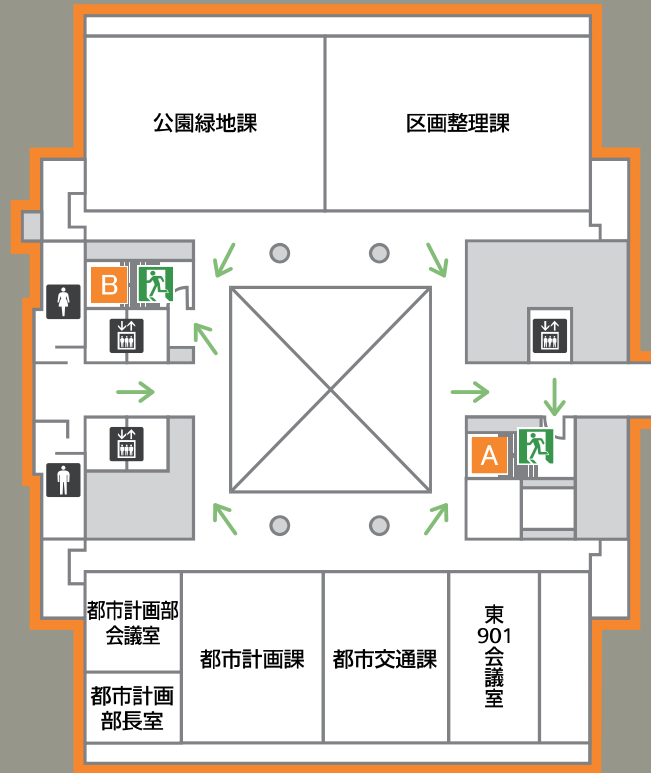 公園緑地課
区画整理課
B
A
都市計画部
会議室
都市計画
部長室
都市計画課
都市交通課
東
901
会
議
室